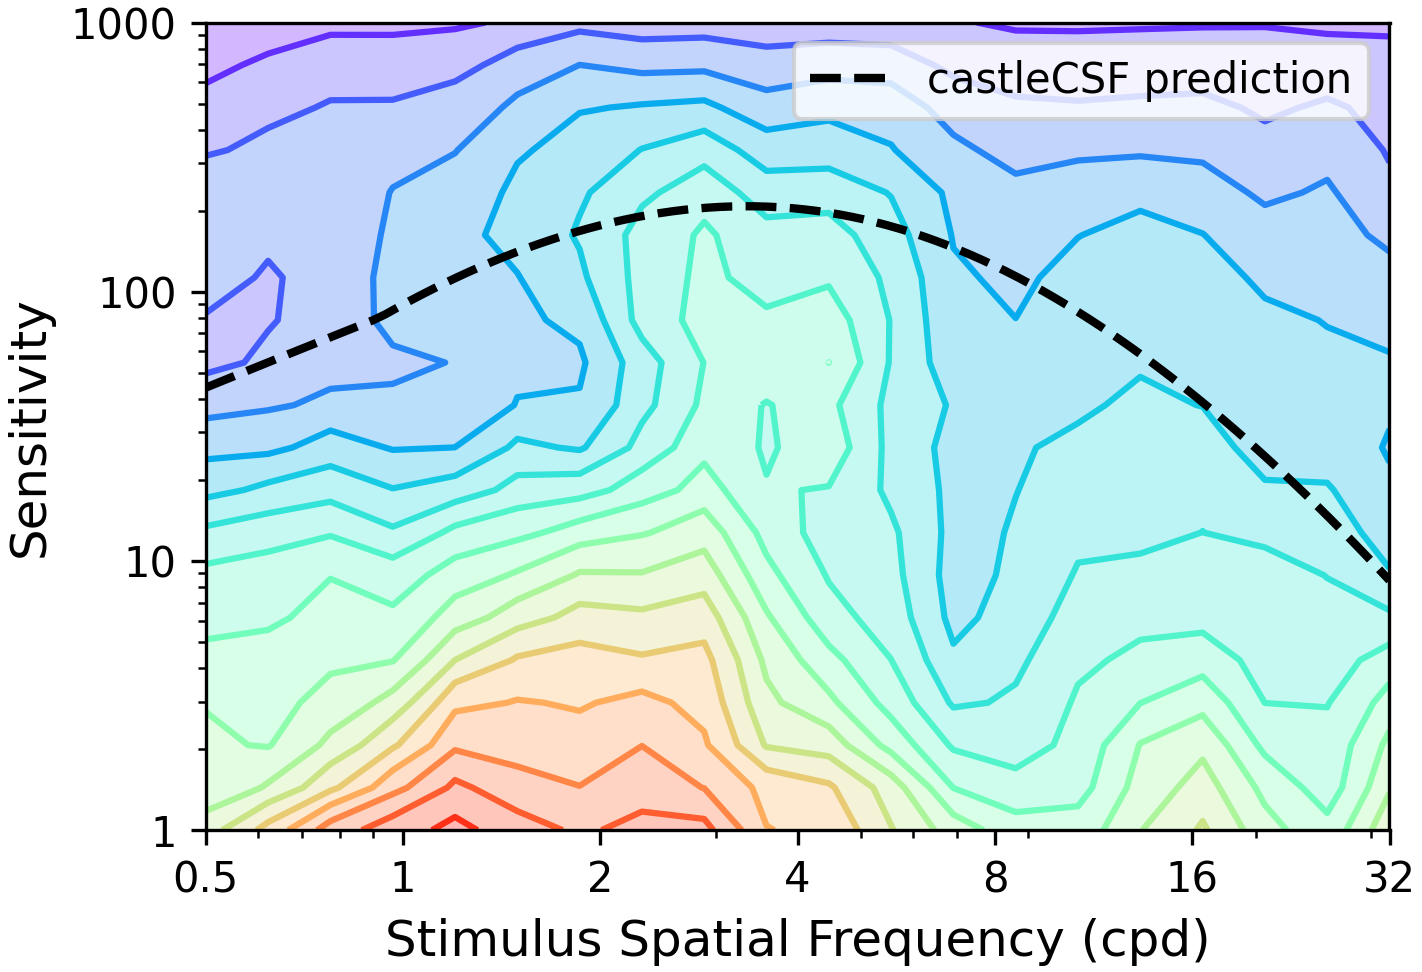 1000
castleCSF prediction
100
Sensitivity
10
1
0.5 1 2 4 8 16 32
Stimulus Spatial Frequency (cpd)